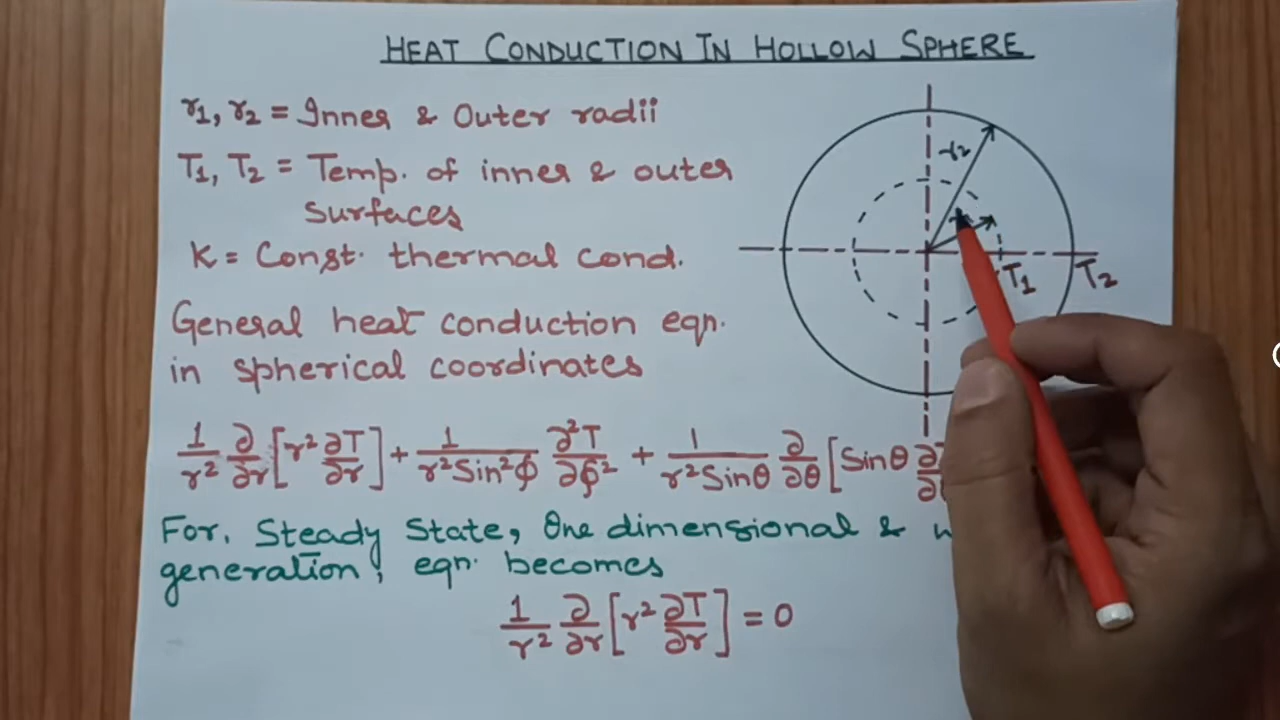 HEAT CONDUCTION IN HOLLOW SPHERE
r1, r2 = Inner & Outer radii
T1, T2 = Temp. of inner & outer
surfaces
K = Const. thermal cond.
r2
T1
T2
General heat conduction eqn.
in spherical coordinates
1/r² ∂/∂r [r² ∂T/∂r] + 1/r² Sin²φ ∂²T/∂φ² + 1/r² Sinθ ∂/∂θ [Sinθ
For, Steady State, One dimensional &
generation, eqn. becomes
1/r² ∂/∂r [r² ∂T/∂r] = 0